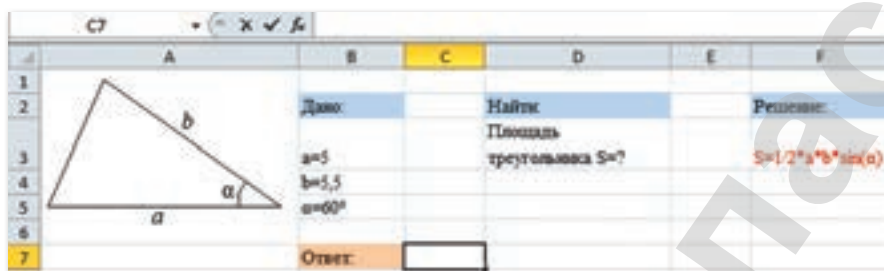 C7 fx
A B C D E F
1
2 Дано: Найти: Решение:
3 a=5 Площадь треугольника S=? S=1/2*a*b*sin(α)
4 b=5,5
5 α=60°
6
7 Ответ:
b
α
a